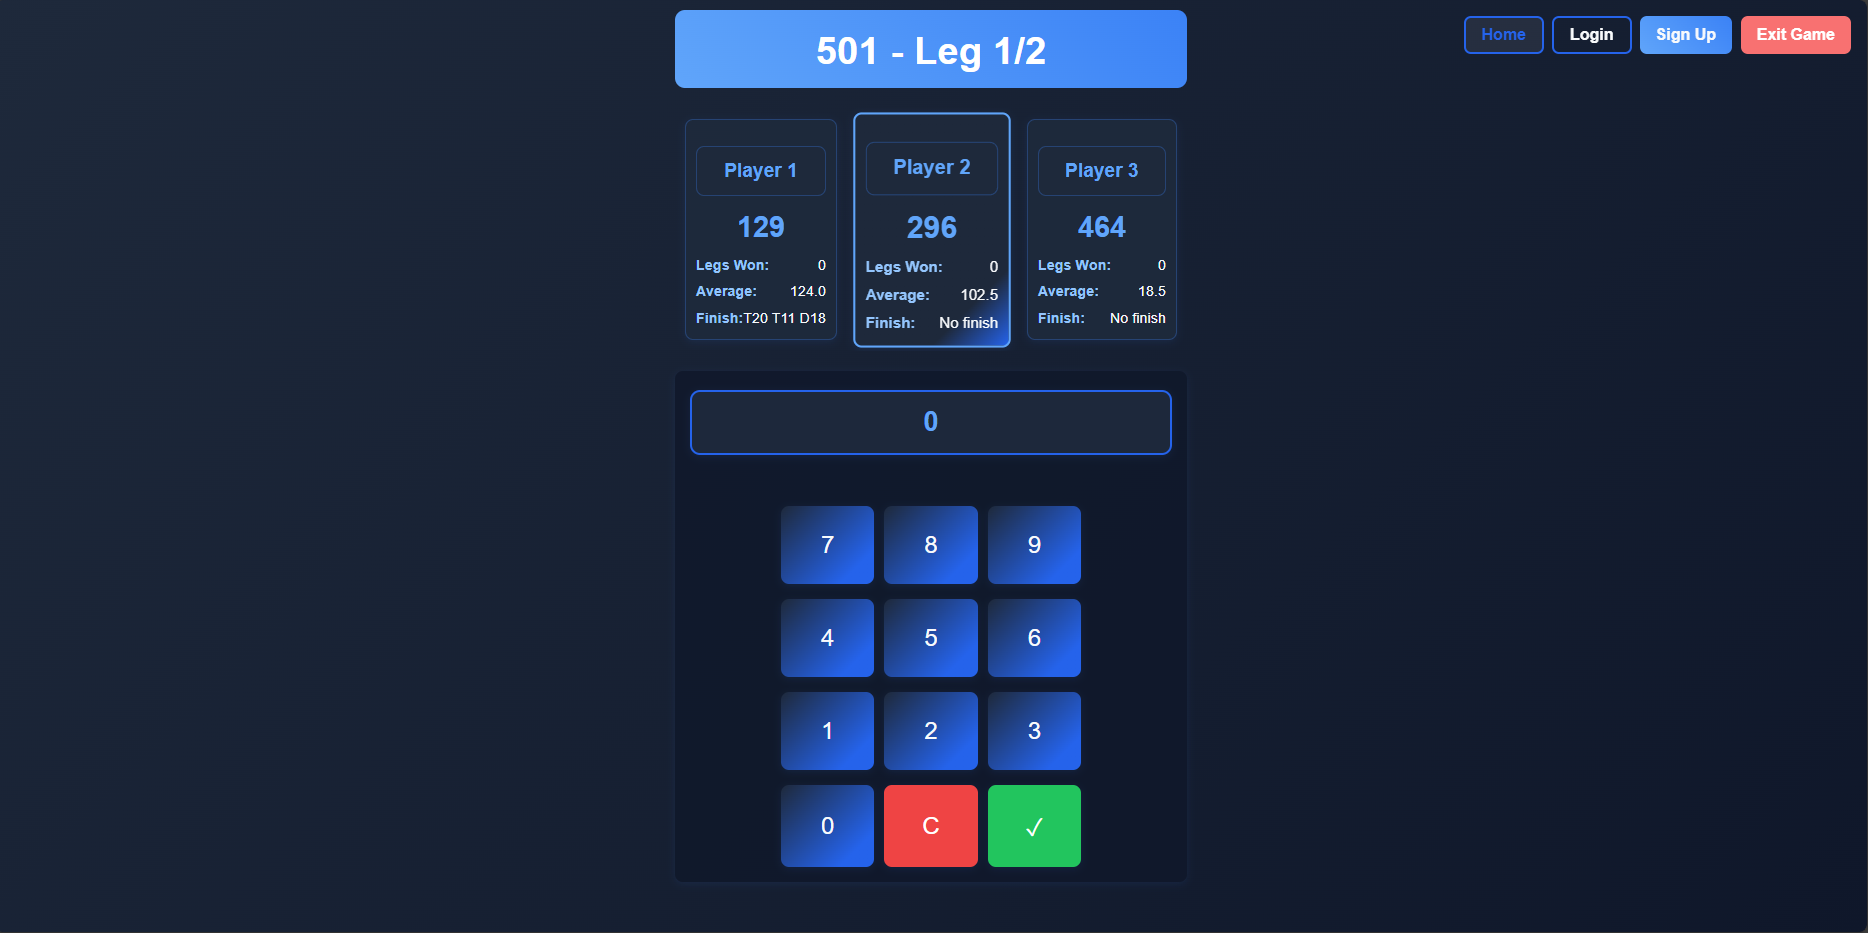 501 - Leg 1/2
Home
Login
Sign Up
Exit Game
Player 1
129
Legs Won: 0
Average: 124.0
Finish:T20 T11 D18
Player 2
296
Legs Won: 0
Average: 102.5
Finish: No finish
Player 3
464
Legs Won: 0
Average: 18.5
Finish: No finish
0
7 8 9
4 5 6
1 2 3
0 C ✓